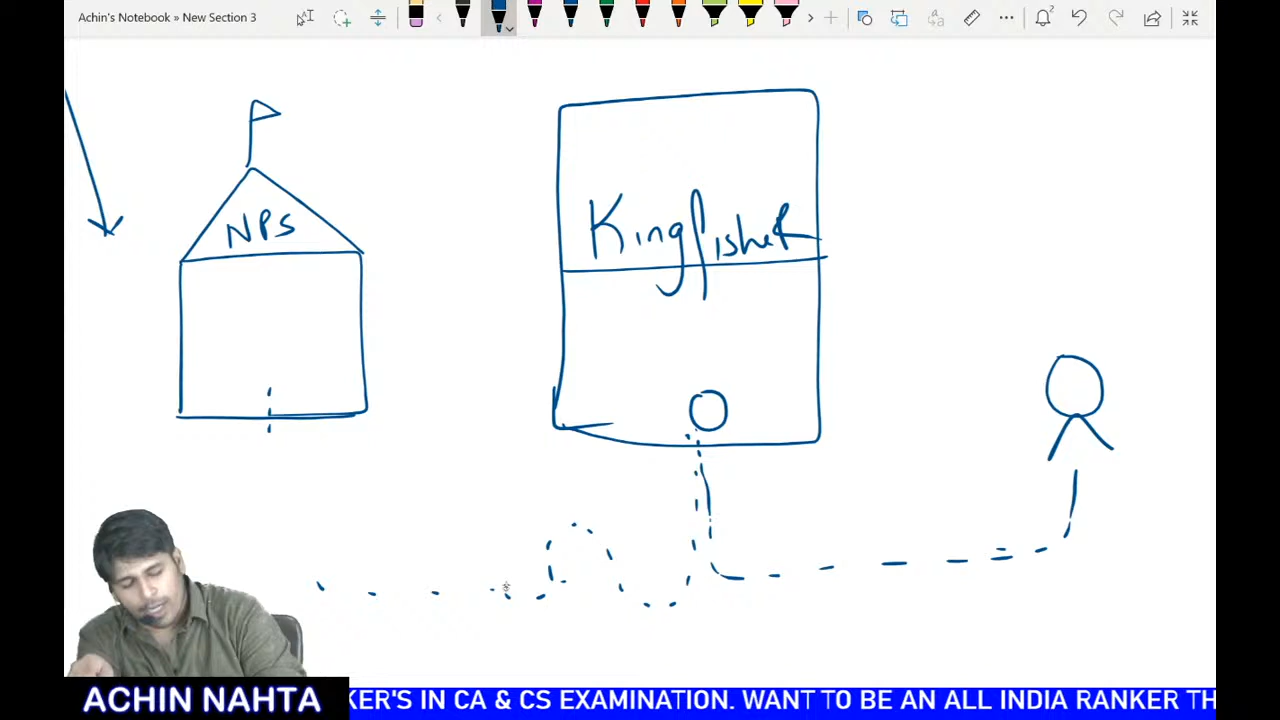 Achin's Notebook » New Section 3
NPS
Kingfisher
ACHIN NAHTA
KER'S IN CA & CS EXAMINATION. WANT TO BE AN ALL INDIA RANKER TH